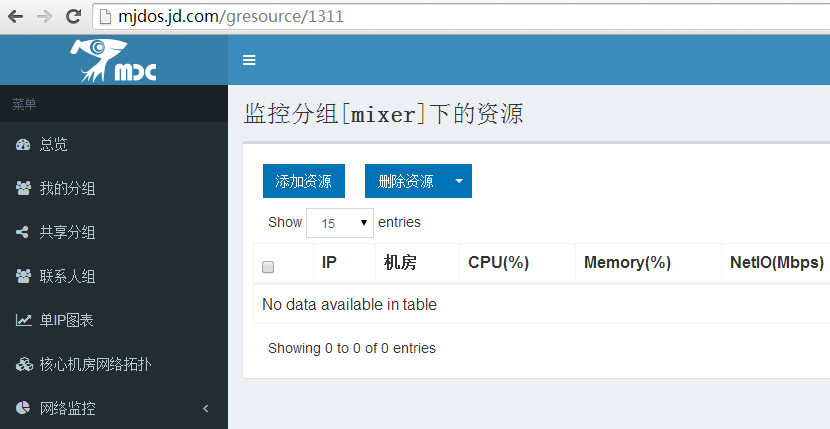 mjdos.jd.com/gresource/1311
MDC
菜单
总览
我的分组
共享分组
联系人组
单IP图表
核心机房网络拓扑
网络监控
监控分组[mixer]下的资源
添加资源 删除资源
Show 15 entries
IP 机房 CPU(%) Memory(%) NetIO(Mbps)
No data available in table
Showing 0 to 0 of 0 entries